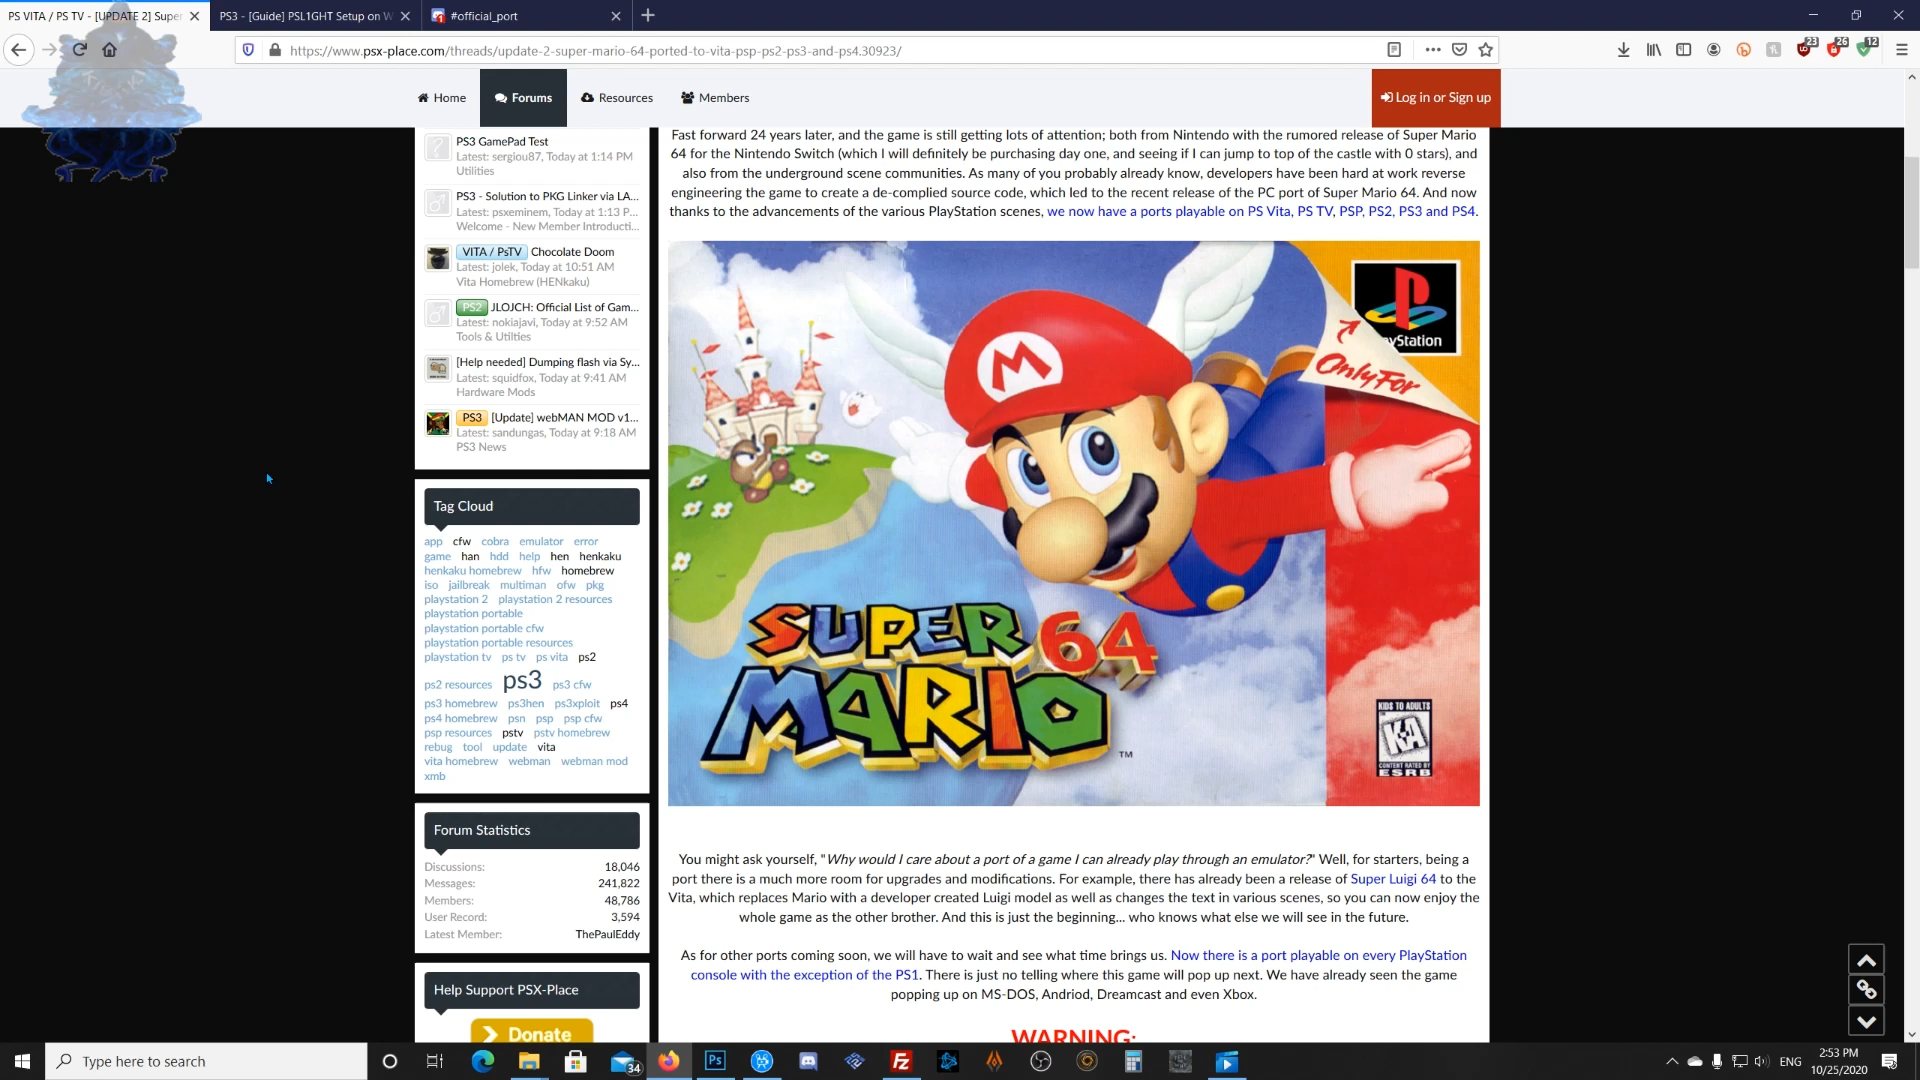 PS VITA / PS TV - [UPDATE 2] Super
PS3 - [Guide] PSL1GHT Setup on W
#official_port
https://www.psx-place.com/threads/update-2-super-mario-64-ported-to-vita-psp-ps2-ps3-and-ps4.30923/
23
26
12
Home
Forums
Resources
Members
Log in or Sign up
PS3 GamePad Test
Latest: sergiou87, Today at 1:14 PM
Utilities
PS3 - Solution to PKG Linker via LA...
Latest: psxeminem, Today at 1:13 P...
Welcome - New Member Introducti...
VITA / PsTV Chocolate Doom
Latest: jolek, Today at 10:51 AM
Vita Homebrew (HENkaku)
PS2 JLOJCH: Official List of Gam...
Latest: nokiajavi, Today at 9:52 AM
Tools & Utilties
[Help needed] Dumping flash via Sy...
Latest: squidfox, Today at 9:41 AM
Hardware Mods
PS3 [Update] webMAN MOD v1...
Latest: sandungas, Today at 9:18 AM
PS3 News
Tag Cloud
app cfw cobra emulator error
game han hdd help hen henkaku
henkaku homebrew hfw homebrew
iso jailbreak multiman ofw pkg
playstation 2 playstation 2 resources
playstation portable
playstation portable cfw
playstation portable resources
playstation tv ps tv ps vita ps2
ps2 resources ps3 ps3 cfw
ps3 homebrew ps3hen ps3xploit ps4
ps4 homebrew psn psp psp cfw
psp resources pstv pstv homebrew
rebug tool update vita
vita homebrew webman webman mod
xmb
Forum Statistics
Discussions: 18,046
Messages: 241,822
Members: 48,786
User Record: 3,594
Latest Member: ThePaulEddy
Help Support PSX-Place
Donate
Fast forward 24 years later, and the game is still getting lots of attention; both from Nintendo with the rumored release of Super Mario
64 for the Nintendo Switch (which I will definitely be purchasing day one, and seeing if I can jump to top of the castle with 0 stars), and
also from the underground scene communities. As many of you probably already know, developers have been hard at work reverse
engineering the game to create a de-complied source code, which led to the recent release of the PC port of Super Mario 64. And now
thanks to the advancements of the various PlayStation scenes, we now have a ports playable on PS Vita, PS TV, PSP, PS2, PS3 and PS4.
M
yStation
Only For
SUPER
MARIO
64
TM
KIDS TO ADULTS
KA
CONTENT RATED BY
ESRB
You might ask yourself, "Why would I care about a port of a game I can already play through an emulator?" Well, for starters, being a
port there is a much more room for upgrades and modifications. For example, there has already been a release of Super Luigi 64 to the
Vita, which replaces Mario with a developer created Luigi model as well as changes the text in various scenes, so you can now enjoy the
whole game as the other brother. And this is just the beginning... who knows what else we will see in the future.
As for other ports coming soon, we will have to wait and see what time brings us. Now there is a port playable on every PlayStation
console with the exception of the PS1. There is just no telling where this game will pop up next. We have already seen the game
popping up on MS-DOS, Andriod, Dreamcast and even Xbox.
WARNING:
Type here to search
34
Ps
ENG
2:53 PM
10/25/2020